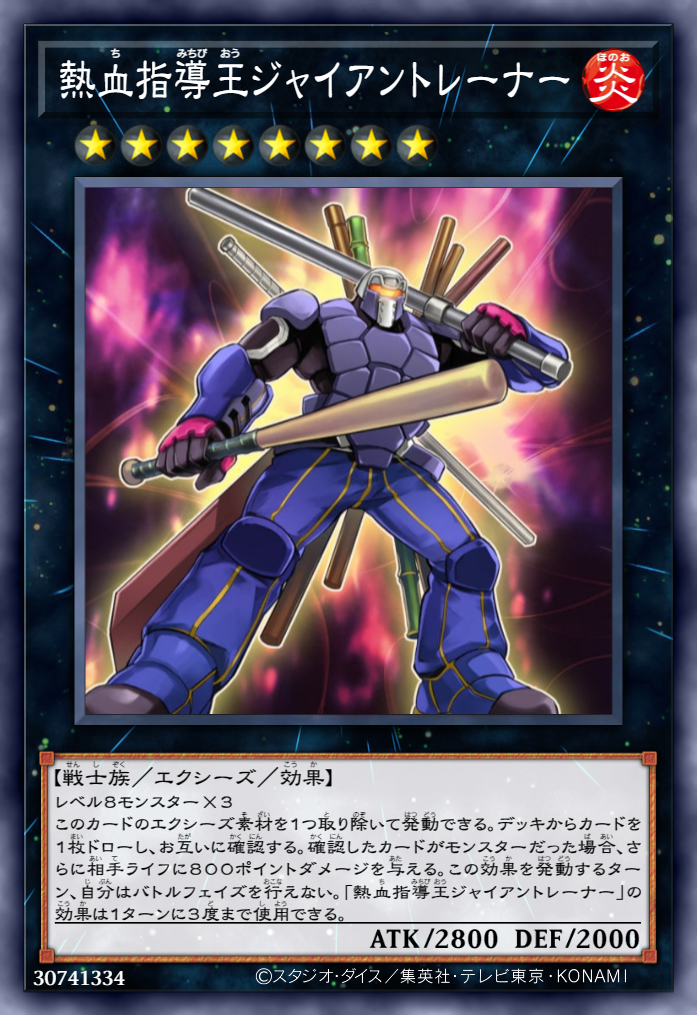 熱血指導王ジャイアントレーナー 炎
【戦士族／エクシーズ／効果】
レベル８モンスター×３
このカードのエクシーズ素材を１つ取り除いて発動できる。デッキからカードを
１枚ドローし、お互いに確認する。確認したカードがモンスターだった場合、さ
らに相手ライフに８００ポイントダメージを与える。この効果を発動するター
ン、自分はバトルフェイズを行えない。「熱血指導王ジャイアントレーナー」の
効果は１ターンに３度まで使用できる。
ATK/2800 DEF/2000
30741334 ©スタジオ・ダイス／集英社・テレビ東京・KONAMI